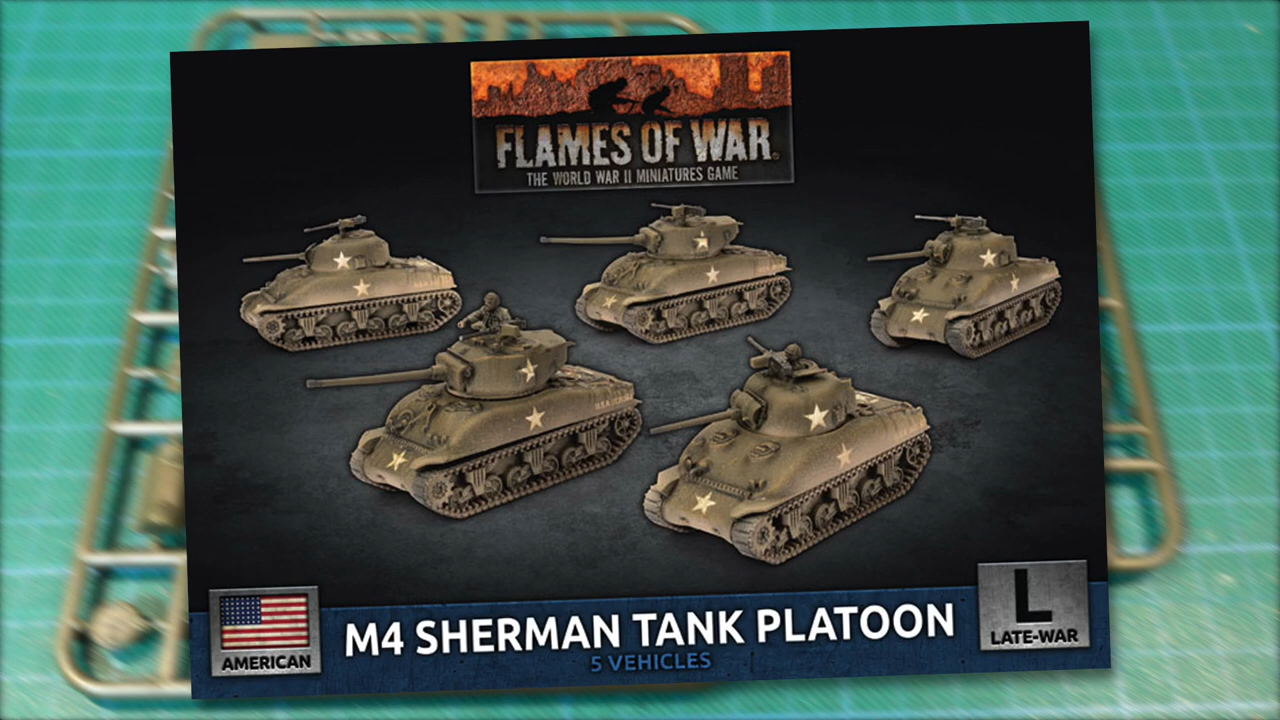 FLAMES OF WAR
THE WORLD WAR II MINIATURES GAME
M4 SHERMAN TANK PLATOON
5 VEHICLES
AMERICAN
L
LATE-WAR